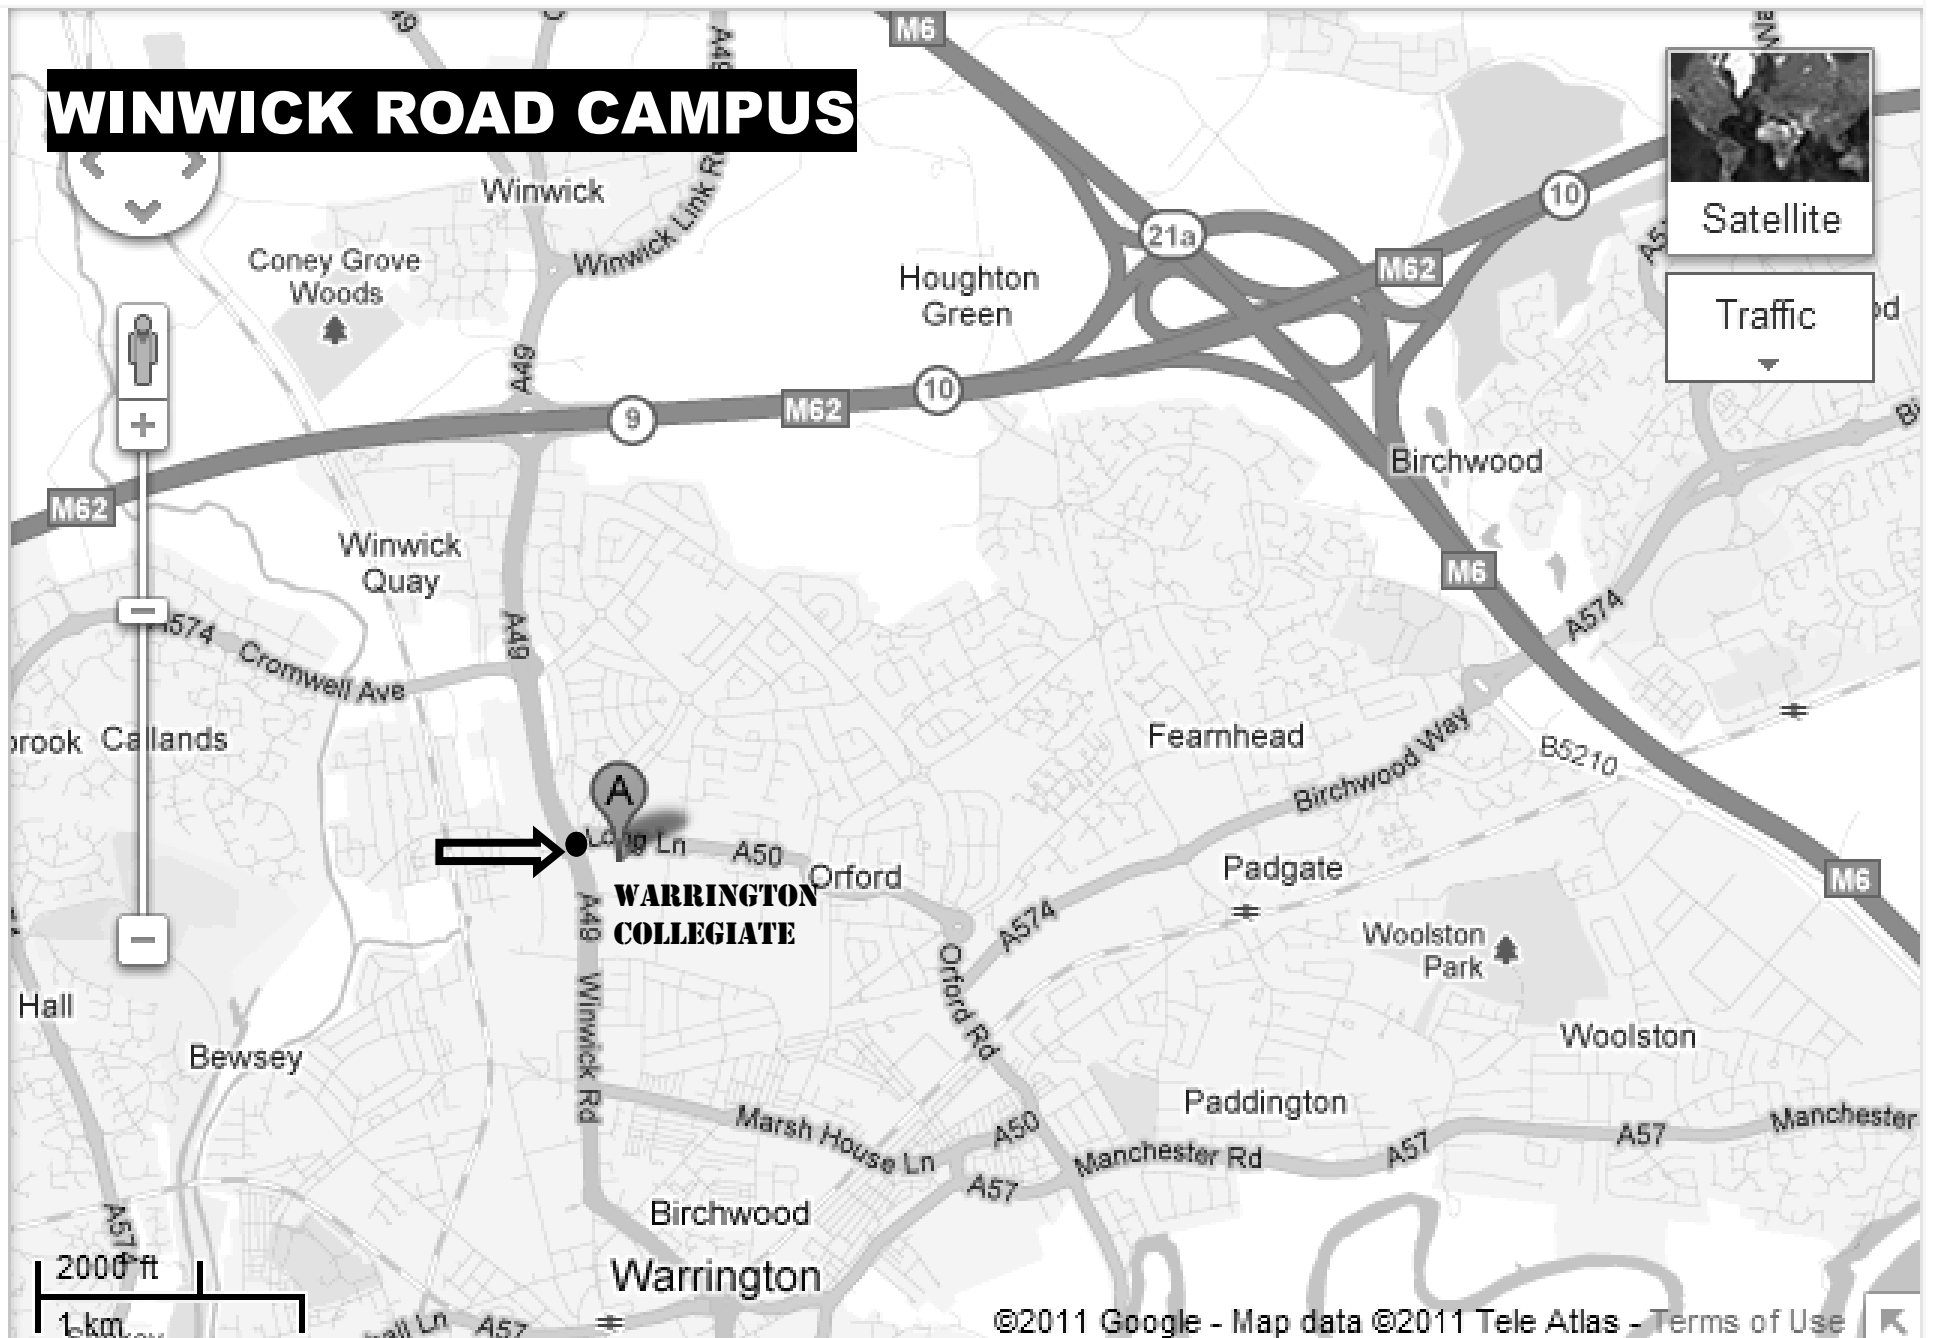 M6
A49
WINWICK ROAD CAMPUS
Winwick
Winwick Link Rd
Satellite
Traffic
10
21a
M62
Coney Grove
Woods
Houghton
Green
A49
10
9
M62
M62
Birchwood
Winwick
Quay
M6
A574
A49
A574
Cromwell Ave
Callands
Fearnhead
Birchwood Way
B5210
A
Long Ln
A50
Orford
WARRINGTON
COLLEGIATE
Padgate
M6
A49
A574
Woolston
Park
Orford Rd
Winwick Rd
Hall
Bewsey
Woolston
Paddington
Marsh House Ln
A50
Manchester Rd
A57
A57
Manchester
A57
Birchwood
A574
Warrington
2000 ft
1 km
A57
©2011 Google - Map data ©2011 Tele Atlas - Terms of Use